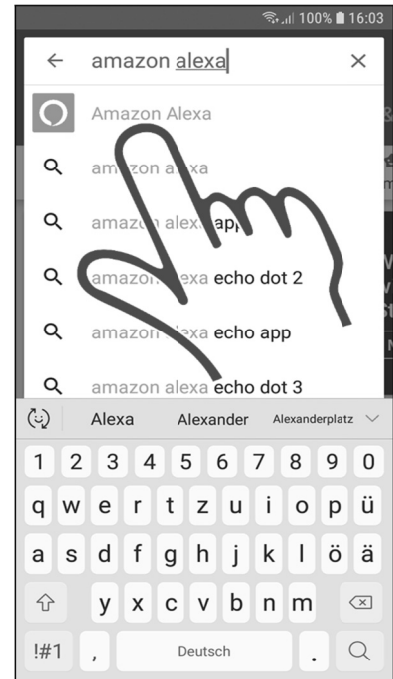 100% 16:03
amazon alexa
Amazon Alexa
amazon alexa
amazon alexa app
amazon alexa echo dot 2
amazon alexa echo app
amazon alexa echo dot 3
Alexa Alexander Alexanderplatz
1 2 3 4 5 6 7 8 9 0
q w e r t z u i o p ü
a s d f g h j k l ö ä
y x c v b n m
!#1 , Deutsch .